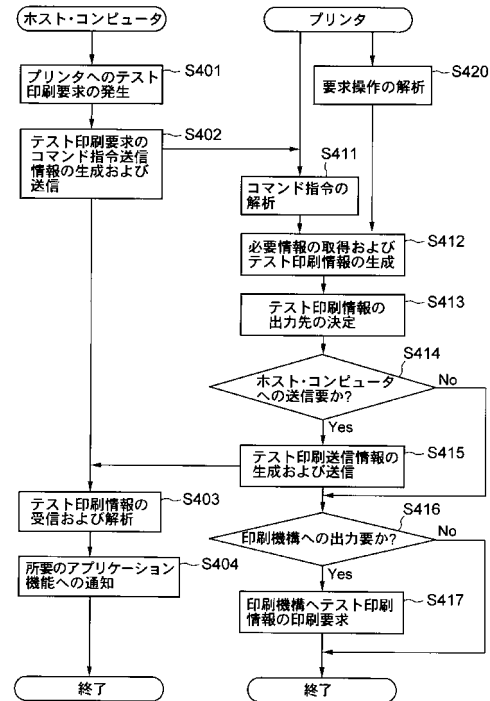 ホスト・コンピュータ
プリンタ
プリンタへのテスト
印刷要求の発生
S401
要求操作の解析
S420
テスト印刷要求の
コマンド指令送信
情報の生成および
送信
S402
コマンド指令の
解析
S411
必要情報の取得および
テスト印刷情報の生成
S412
テスト印刷情報の
出力先の決定
S413
ホスト・コンピュータ
への送信要か?
S414
No
Yes
テスト印刷送信情報の
生成および送信
S415
テスト印刷情報の
受信および解析
S403
印刷機構への出力要か?
S416
No
Yes
所要のアプリケーション
機能への通知
S404
印刷機構へテスト印刷
情報の印刷要求
S417
終了
終了